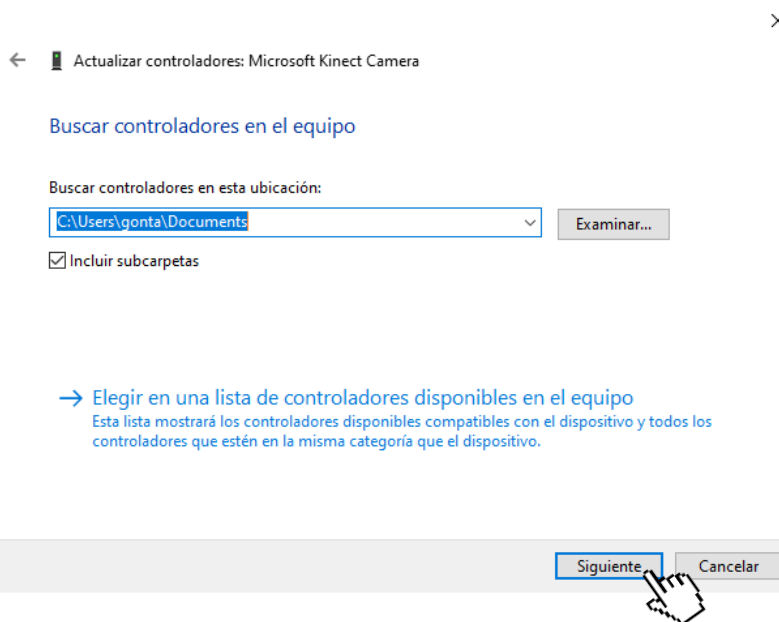 Actualizar controladores: Microsoft Kinect Camera
Buscar controladores en el equipo
Buscar controladores en esta ubicación:
C:\Users\gonta\Documents
Examinar...
Incluir subcarpetas
Elegir en una lista de controladores disponibles en el equipo
Esta lista mostrará los controladores disponibles compatibles con el dispositivo y todos los
controladores que estén en la misma categoría que el dispositivo.
Siguiente
Cancelar